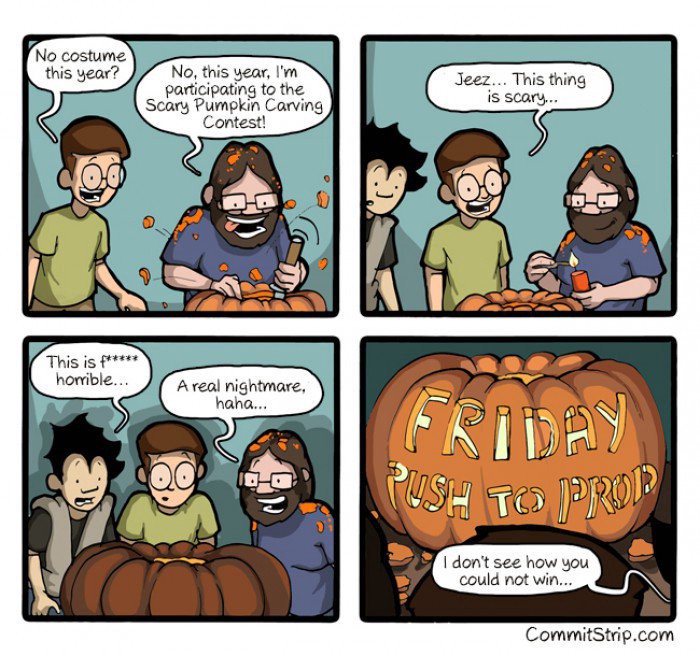 No costume
this year?
No, this year, I'm
participating to the
Scary Pumpkin Carving
Contest!
Jeez... This thing
is scary...
This is f*****
horrible...
A real nightmare,
haha...
FRIDAY
PUSH TO PROD
I don't see how you
could not win...
CommitStrip.com